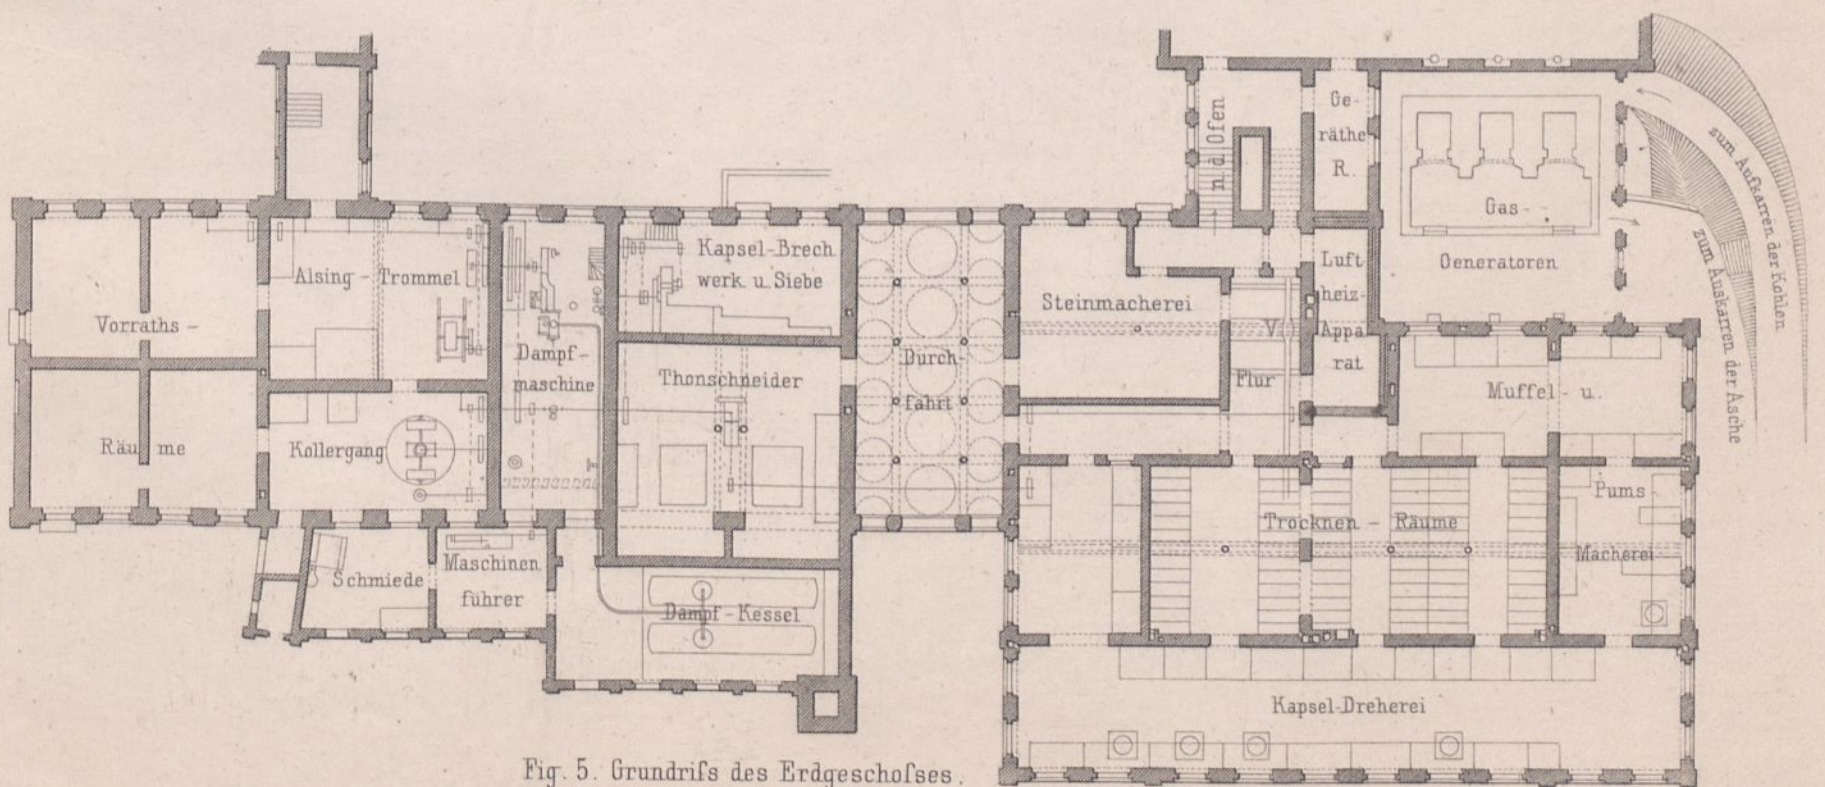 n. d. Ofen
Ge-
räthe
R.
Gas-
Generatoren
zum Aufkarren der Kohlen
zum Auskarren der Asche
Vorraths -
Räume
Alsing - Trommel
Kollergang
Dampf-
maschine
Kapsel-Brech
werk u. Siebe
Thonschneider
Durch-
fahrt
Steinmacherei
V
Flur
Luft
heiz-
Appa
rat
Muffel - u.
Pums -
Macherei
Trocknen - Räume
Schmiede
Maschinen
führer
Dampf - Kessel
Kapsel-Dreherei
Fig. 5. Grundriſs des Erdgeschoſses.